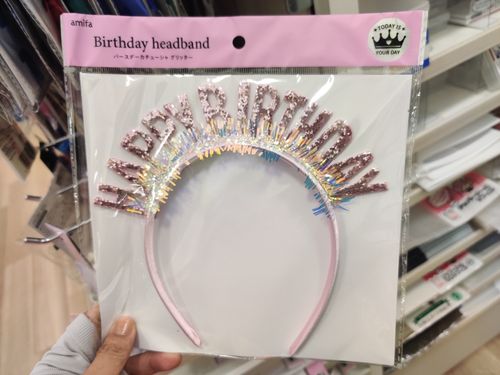 amifa
Birthday headband
バースデーカチューシャ グリッター
TODAY IS
YOUR DAY
HAPPY BIRTHDAY